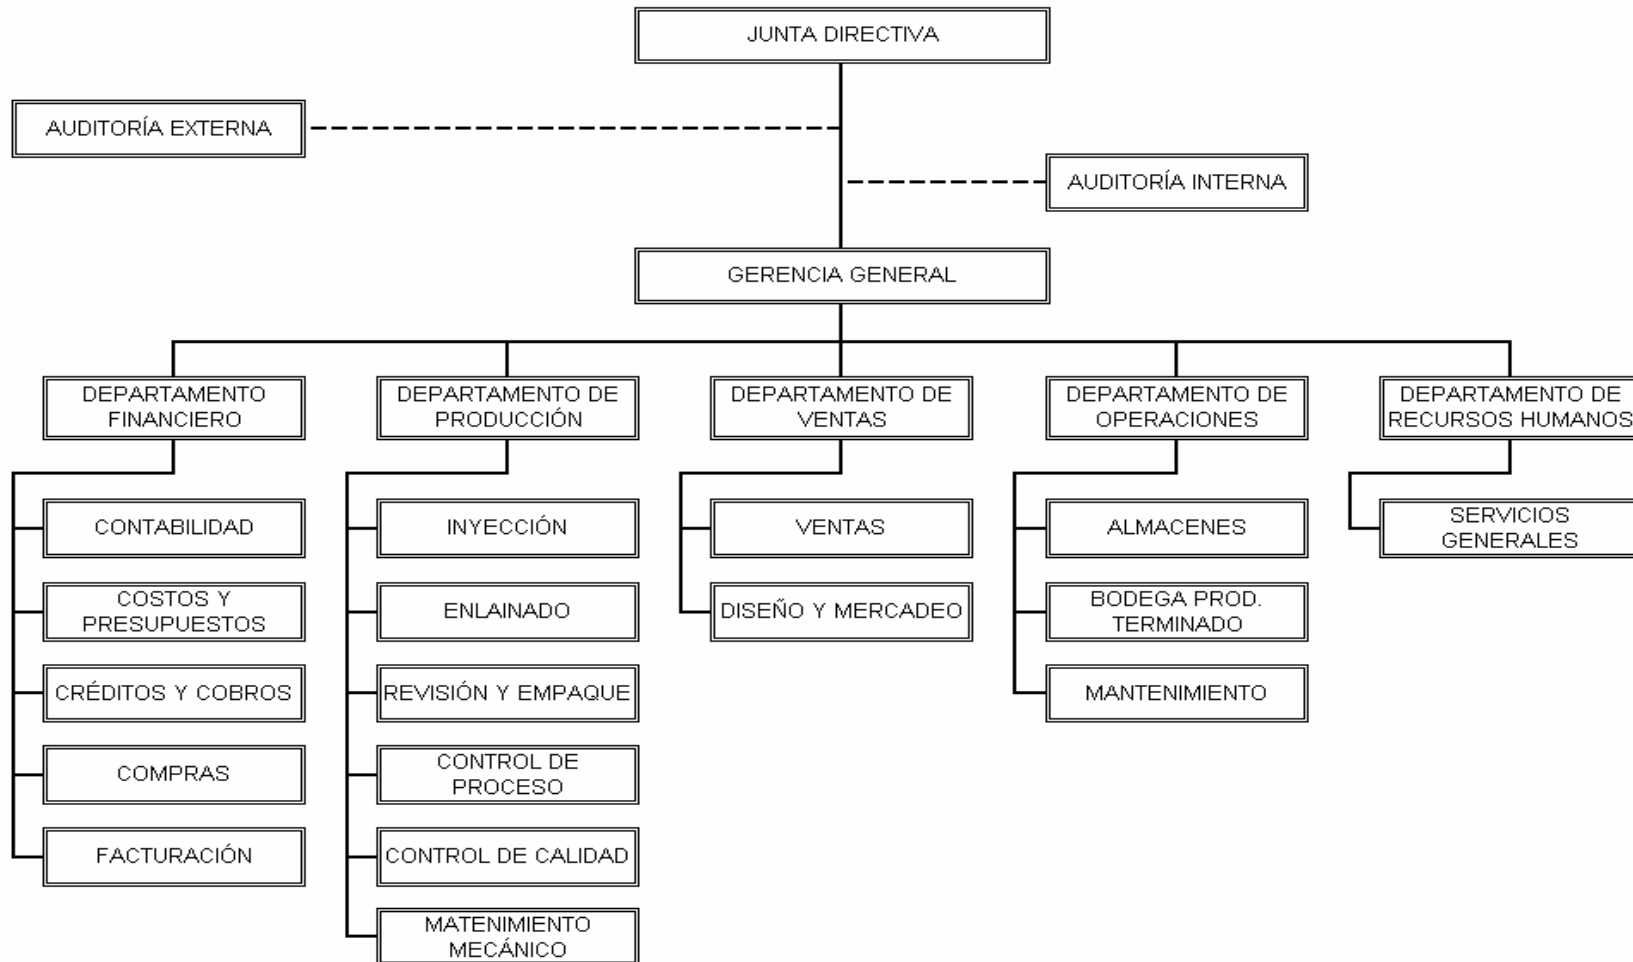 JUNTA DIRECTIVA
AUDITORÍA EXTERNA
AUDITORÍA INTERNA
GERENCIA GENERAL
DEPARTAMENTO
FINANCIERO
DEPARTAMENTO DE
PRODUCCIÓN
DEPARTAMENTO DE
VENTAS
DEPARTAMENTO DE
OPERACIONES
DEPARTAMENTO DE
RECURSOS HUMANOS
CONTABILIDAD
INYECCIÓN
VENTAS
ALMACENES
SERVICIOS
GENERALES
COSTOS Y
PRESUPUESTOS
ENLAINADO
DISEÑO Y MERCADEO
BODEGA PROD.
TERMINADO
CRÉDITOS Y COBROS
REVISIÓN Y EMPAQUE
MANTENIMIENTO
COMPRAS
CONTROL DE
PROCESO
FACTURACIÓN
CONTROL DE CALIDAD
MATENIMIENTO
MECÁNICO